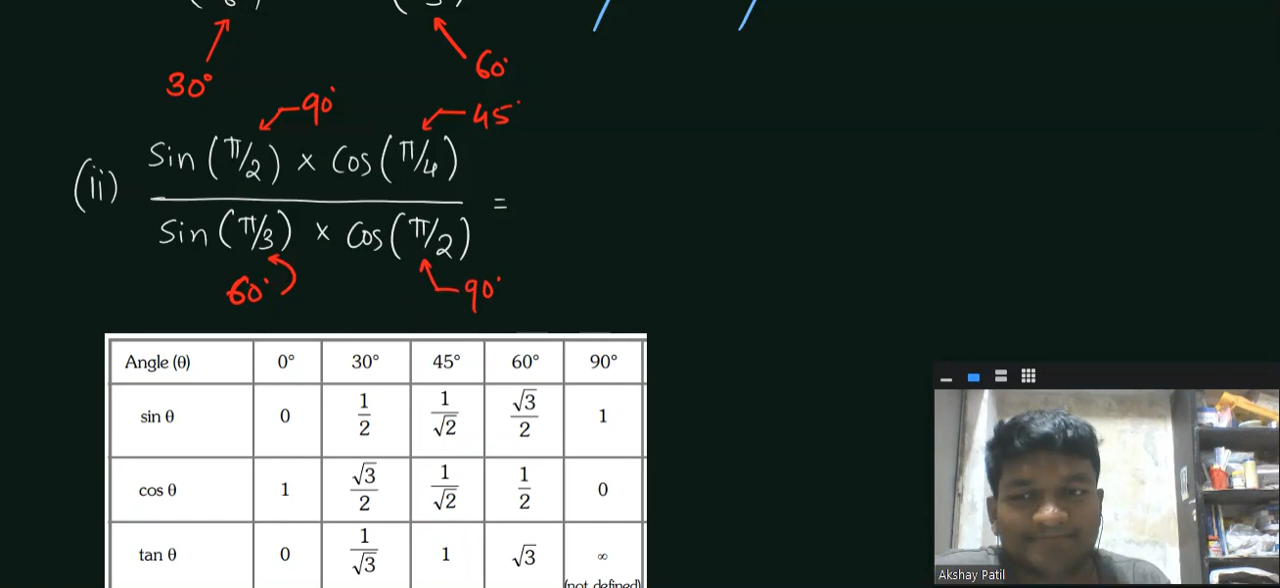 30° 60°
90° 45°
(ii) Sin (π/2) × Cos (π/4)
Sin (π/3) × Cos (π/2) =
60° 90°
Angle (θ) 0° 30° 45° 60° 90°
sin θ 0 1/2 1/√2 √3/2 1
cos θ 1 √3/2 1/√2 1/2 0
tan θ 0 1/√3 1 √3 ∞
(not defined)
Akshay Patil